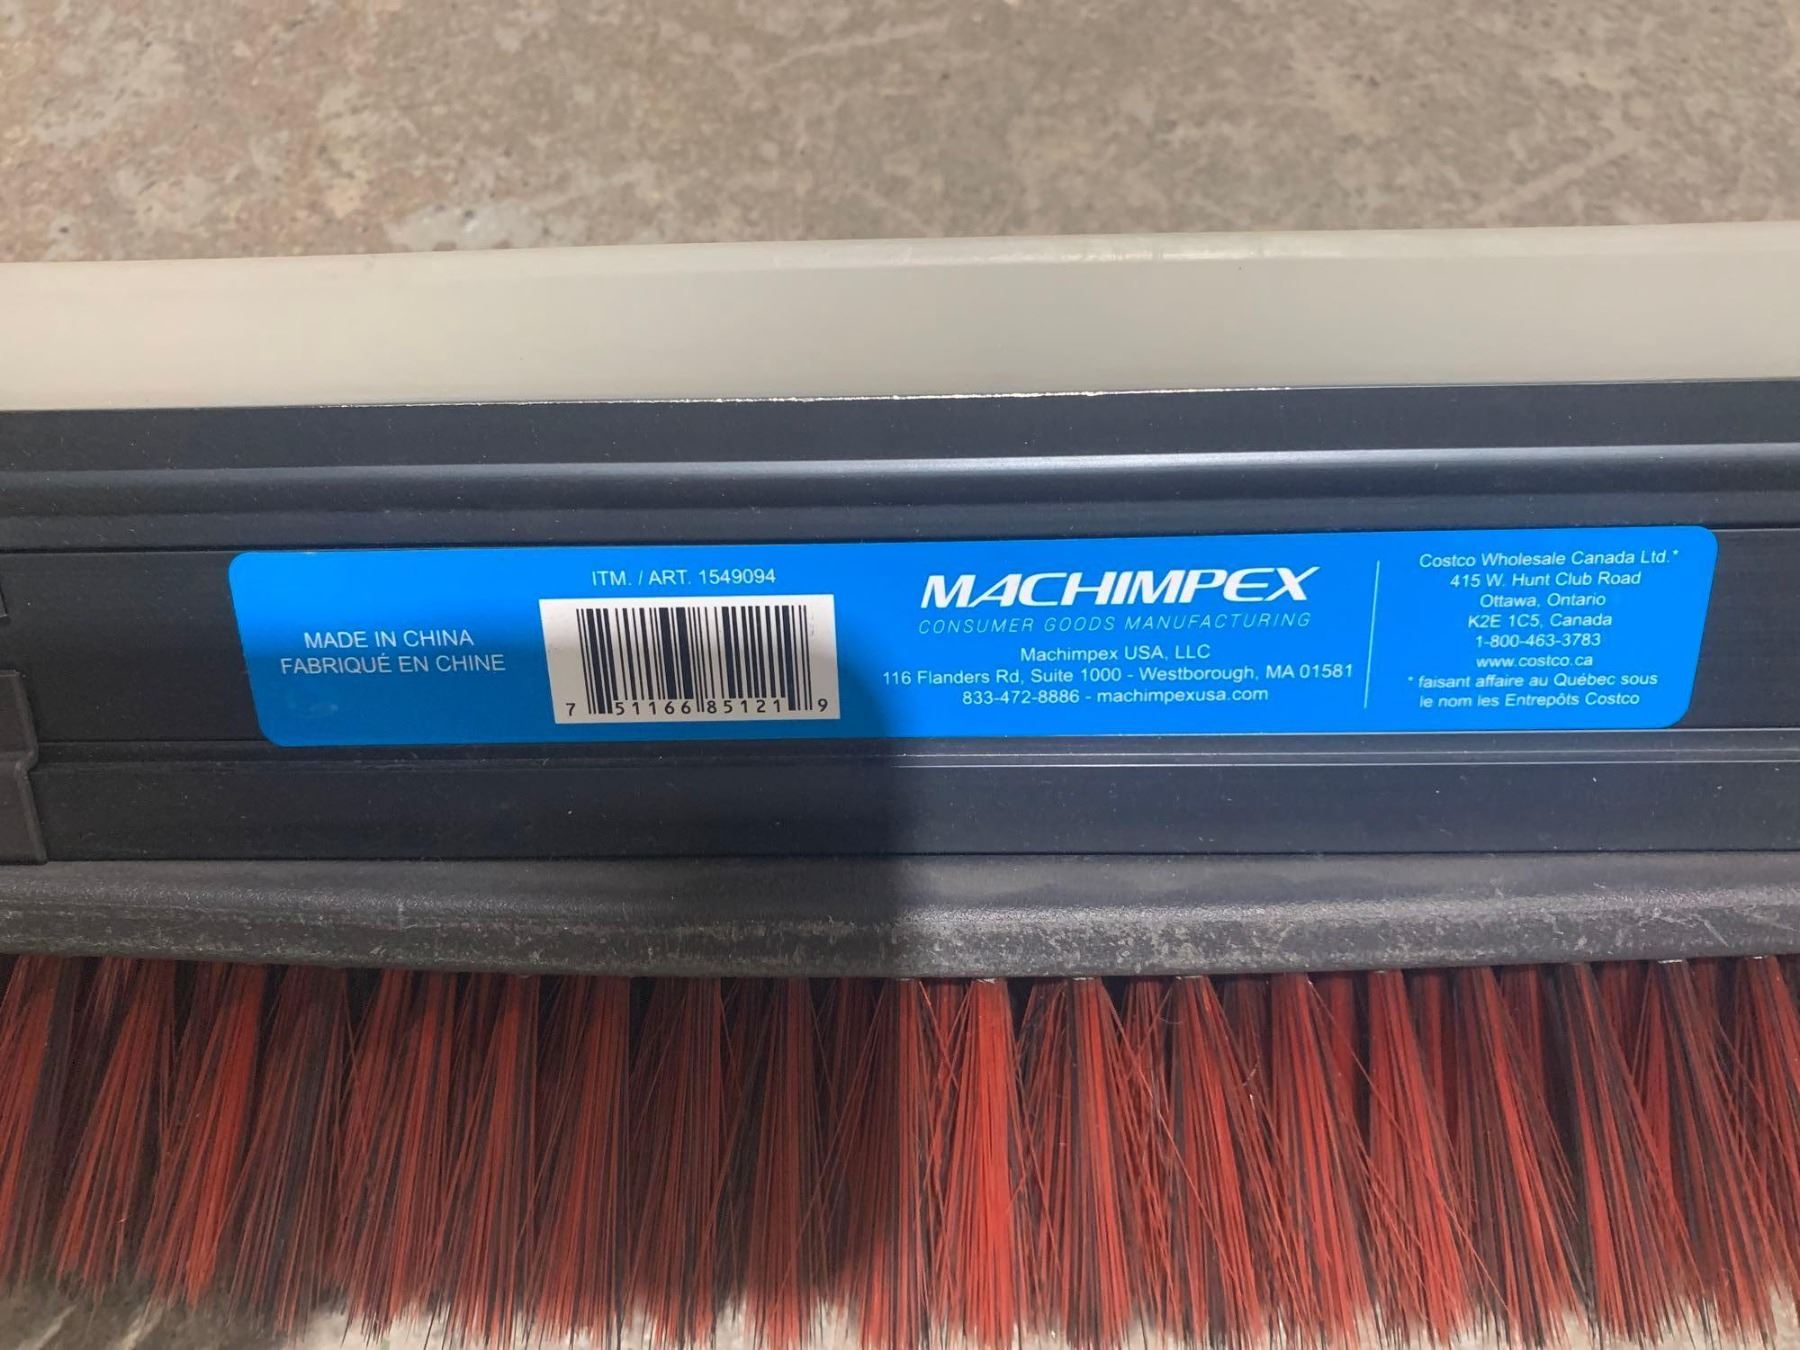 MADE IN CHINA
FABRIQUÉ EN CHINE
ITM. / ART. 1549094
7 51166 85121 9
MACHIMPEX
CONSUMER GOODS MANUFACTURING
Machimpex USA, LLC
116 Flanders Rd, Suite 1000 - Westborough, MA 01581
833-472-8886 - machimpexusa.com
Costco Wholesale Canada Ltd.*
415 W. Hunt Club Road
Ottawa, Ontario
K2E 1C5, Canada
1-800-463-3783
www.costco.ca
* faisant affaire au Québec sous
le nom les Entrepôts Costco